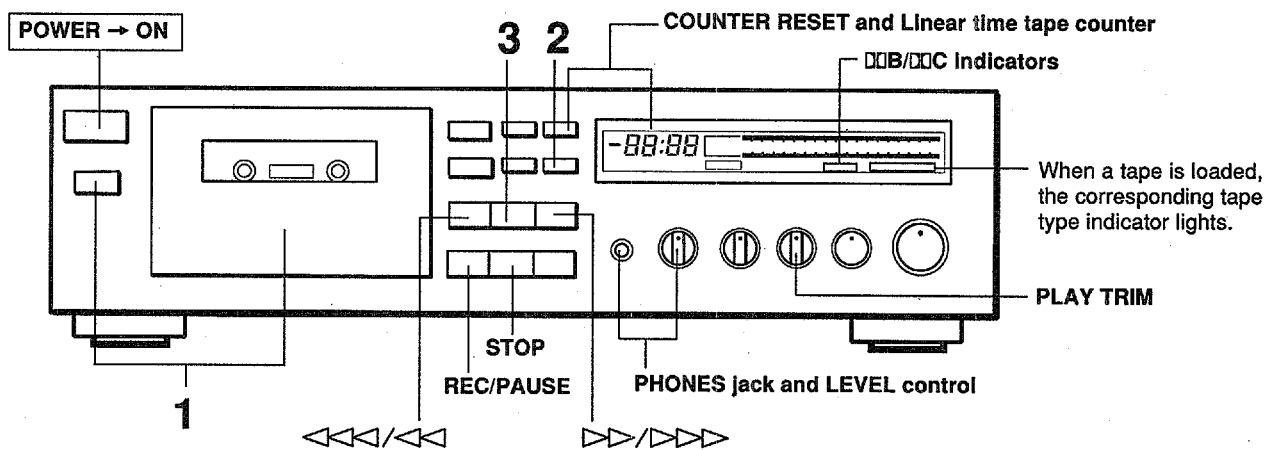 POWER → ON
3 2
COUNTER RESET and Linear time tape counter
▯▯B/▯▯C indicators
-88:88
When a tape is loaded,
the corresponding tape
type indicator lights.
PLAY TRIM
STOP
REC/PAUSE
PHONES jack and LEVEL control
1
◁◁◁/◁◁
▷▷/▷▷▷